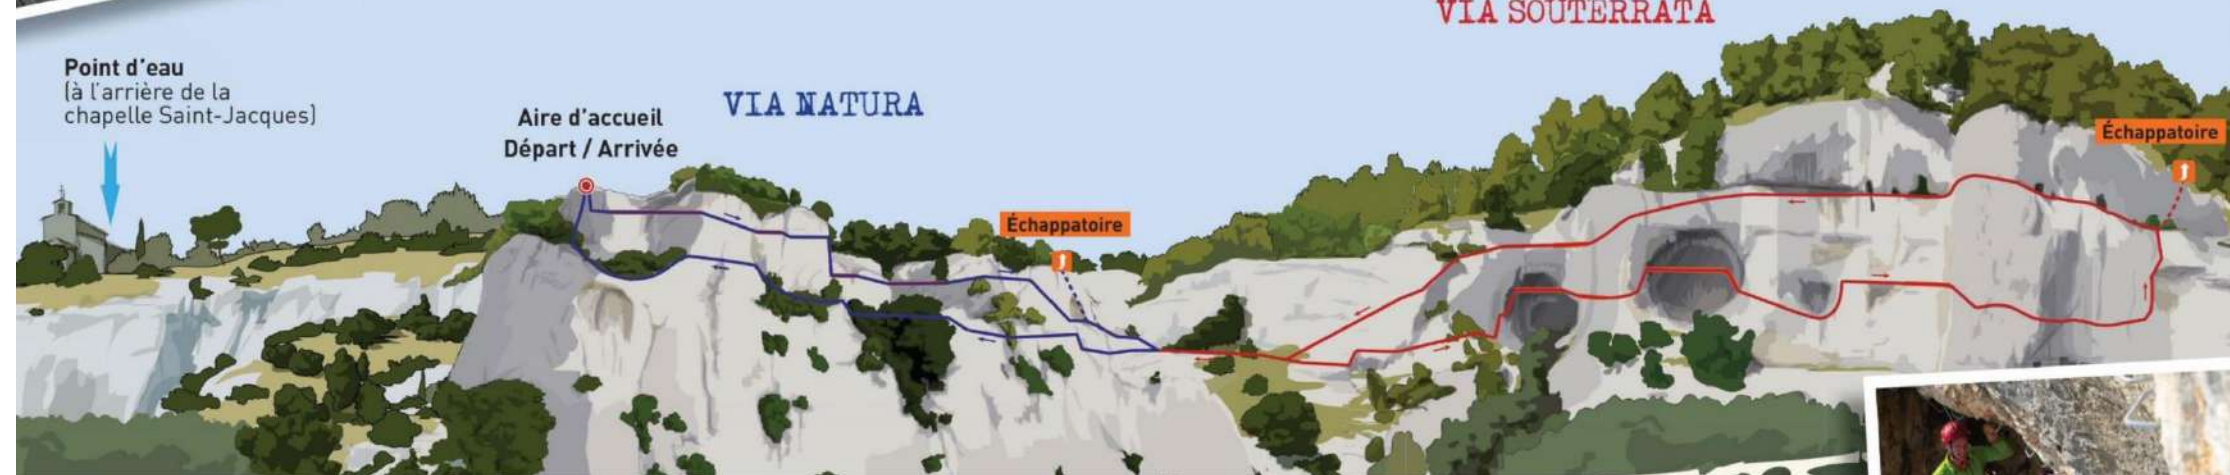 VIA SOUTERRATA
Point d'eau
(à l'arrière de la
chapelle Saint-Jacques)
VIA NATURA
Aire d'accueil
Départ / Arrivée
Échappatoire
Échappatoire